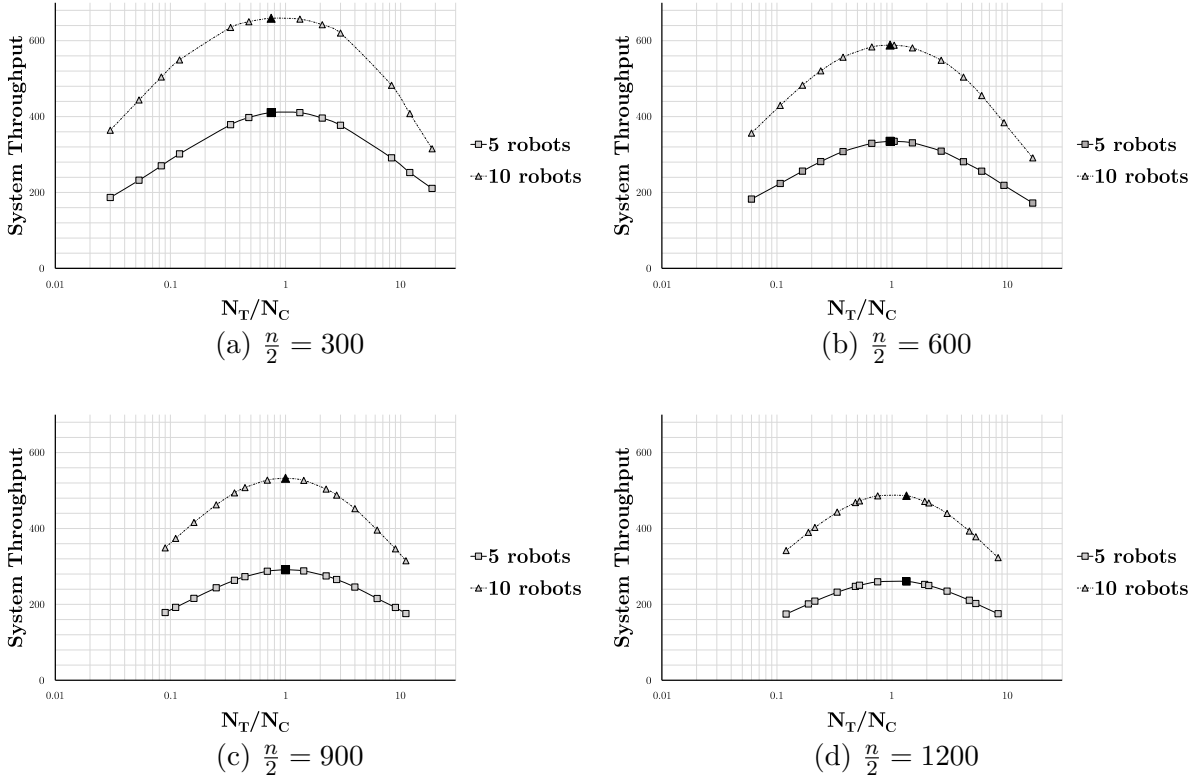 System Throughput
600
400
200
0
0.01 0.1 1 10
N_T/N_C
5 robots
10 robots
(a) n/2 = 300
System Throughput
600
400
200
0
0.01 0.1 1 10
N_T/N_C
5 robots
10 robots
(b) n/2 = 600
System Throughput
600
400
200
0
0.01 0.1 1 10
N_T/N_C
5 robots
10 robots
(c) n/2 = 900
System Throughput
600
400
200
0
0.01 0.1 1 10
N_T/N_C
5 robots
10 robots
(d) n/2 = 1200